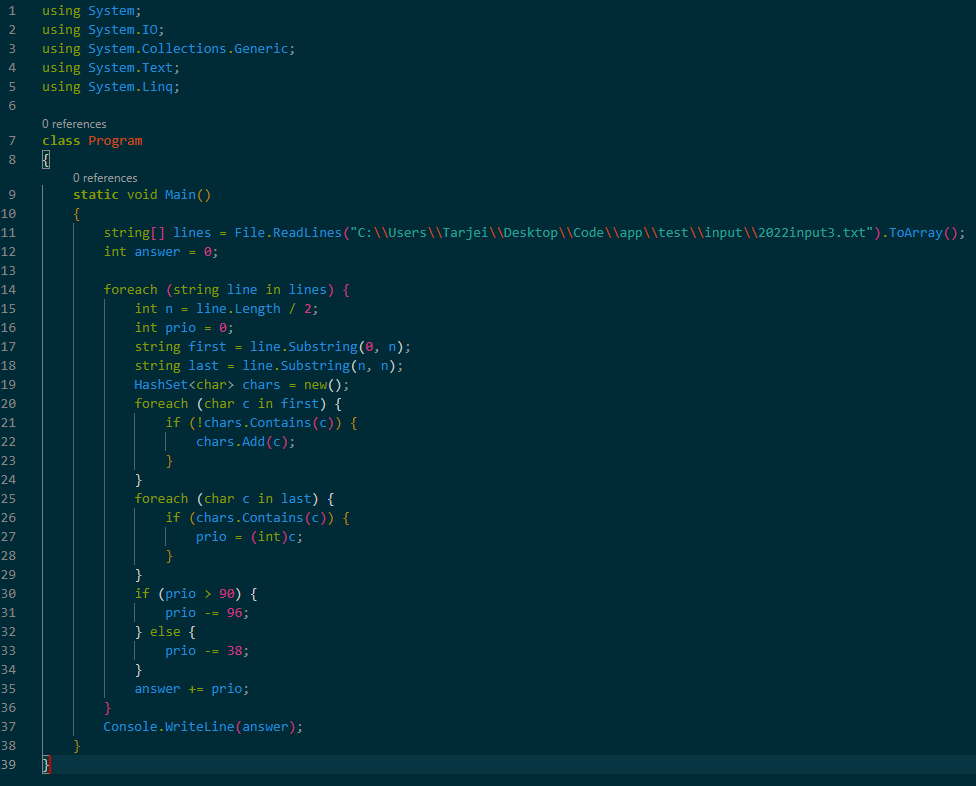 1 using System;
2 using System.IO;
3 using System.Collections.Generic;
4 using System.Text;
5 using System.Linq;
6
0 references
7 class Program
8 {
0 references
9 static void Main()
10 {
11 string[] lines = File.ReadLines("C:\\Users\\Tarjei\\Desktop\\Code\\app\\test\\input\\2022input3.txt").ToArray();
12 int answer = 0;
13
14 foreach (string line in lines) {
15 int n = line.Length / 2;
16 int prio = 0;
17 string first = line.Substring(0, n);
18 string last = line.Substring(n, n);
19 HashSet<char> chars = new();
20 foreach (char c in first) {
21 if (!chars.Contains(c)) {
22 chars.Add(c);
23 }
24 }
25 foreach (char c in last) {
26 if (chars.Contains(c)) {
27 prio = (int)c;
28 }
29 }
30 if (prio > 90) {
31 prio -= 96;
32 } else {
33 prio -= 38;
34 }
35 answer += prio;
36 }
37 Console.WriteLine(answer);
38 }
39 }